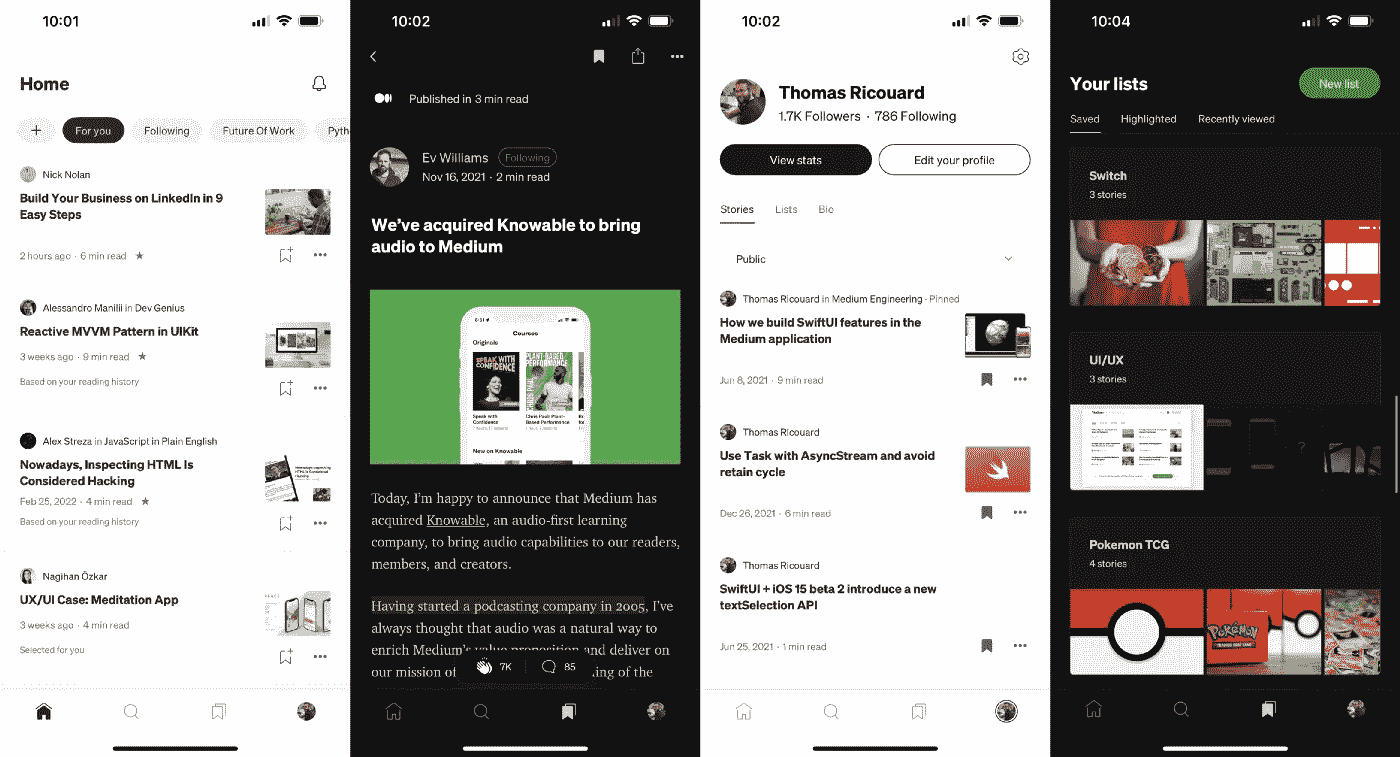 10:01
Home
For you
Following
Future Of Work
Pyth
Nick Nolan
Build Your Business on LinkedIn in 9
Easy Steps
2 hours ago · 6 min read
Alessandro Manilii in Dev Genius
Reactive MVVM Pattern in UIKit
3 weeks ago · 9 min read
Based on your reading history
Alex Streza in JavaScript in Plain English
Nowadays, Inspecting HTML Is
Considered Hacking
Feb 25, 2022 · 4 min read
Based on your reading history
Nagihan Özkar
UX/UI Case: Meditation App
3 weeks ago · 4 min read
Selected for you
10:02
Published in 3 min read
Ev Williams
Following
Nov 16, 2021 · 2 min read
We've acquired Knowable to bring
audio to Medium
Courses
Originals
SPEAK WITH
CONFIDENCE
PLANT-BASED
PERFORMANCE
Speak with
Confidence
Chris Paul: Plant-
Based Performance
New on Knowable
Today, I'm happy to announce that Medium has
acquired Knowable, an audio-first learning
company, to bring audio capabilities to our readers,
members, and creators.
Having started a podcasting company in 2005, I've
always thought that audio was a natural way to
enrich Medium's value proposition and deliver on
our mission of
ing of the
7K
85
10:02
Thomas Ricouard
1.7K Followers · 786 Following
View stats
Edit your profile
Stories
Lists
Bio
Public
Thomas Ricouard in Medium Engineering · Pinned
How we build SwiftUI features in the
Medium application
Jun 8, 2021 · 9 min read
Thomas Ricouard
Use Task with AsyncStream and avoid
retain cycle
Dec 26, 2021 · 6 min read
Thomas Ricouard
SwiftUI + iOS 15 beta 2 introduce a new
textSelection API
Jun 25, 2021 · 1 min read
10:04
Your lists
New list
Saved
Highlighted
Recently viewed
Switch
3 stories
UI/UX
3 stories
Pokemon TCG
4 stories
POKÉMON